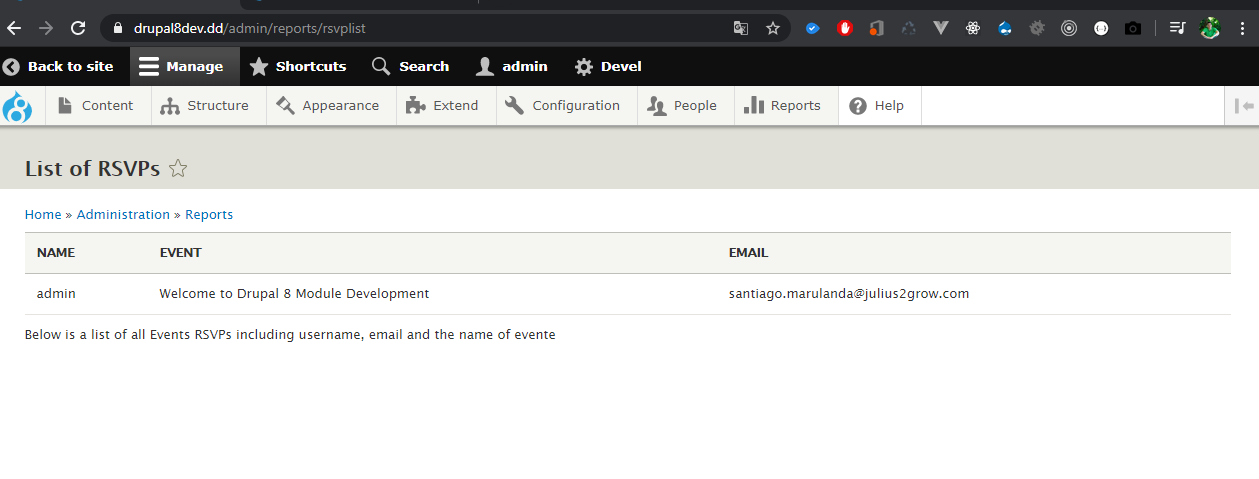 drupal8dev.dd/admin/reports/rsvplist
Back to site Manage Shortcuts Search admin Devel
Content Structure Appearance Extend Configuration People Reports Help
List of RSVPs
Home » Administration » Reports
NAME EVENT EMAIL
admin Welcome to Drupal 8 Module Development santiago.marulanda@julius2grow.com
Below is a list of all Events RSVPs including username, email and the name of evente